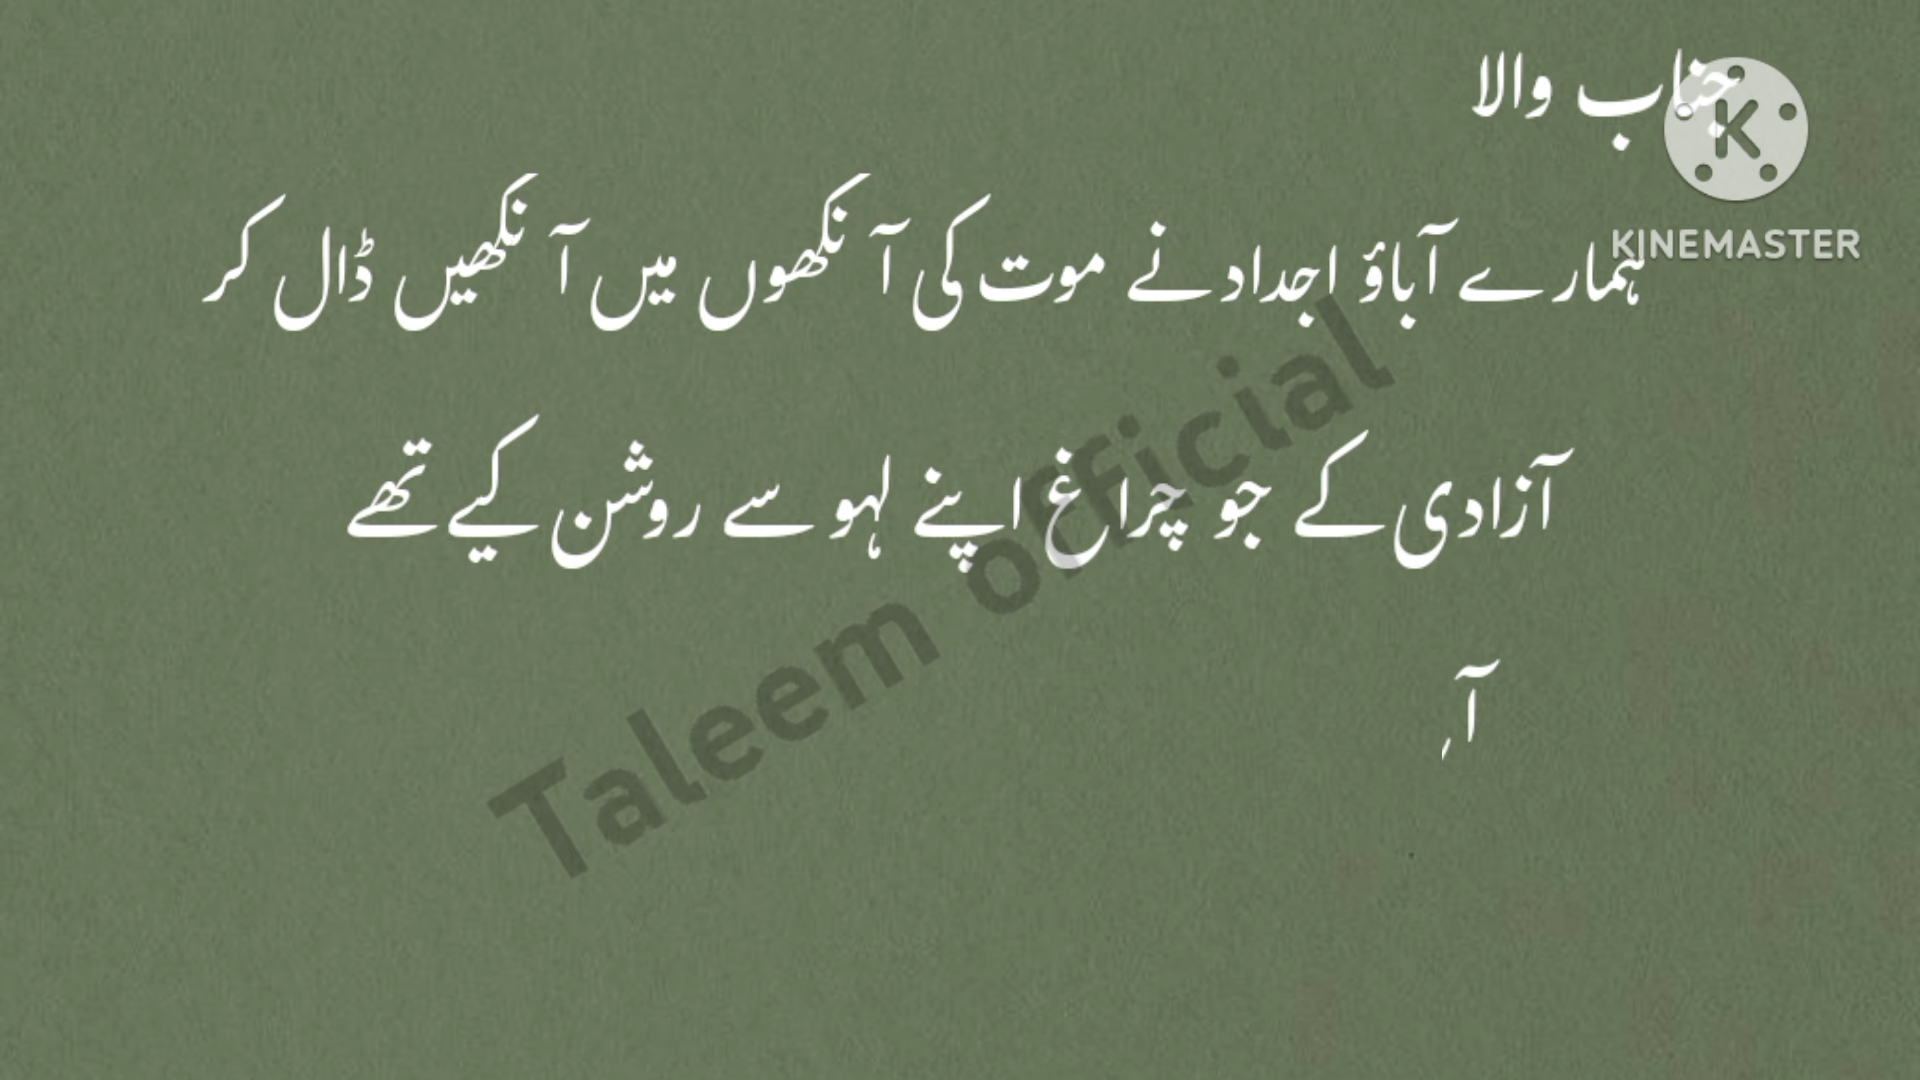 جناب والا
KINEMASTER
ہمارے آباؤ اجداد نے موت کی آنکھوں میں آنکھیں ڈال کر
آزادی کے جو چراغ اپنے لہو سے روشن کیے تھے
آ
Taleem official